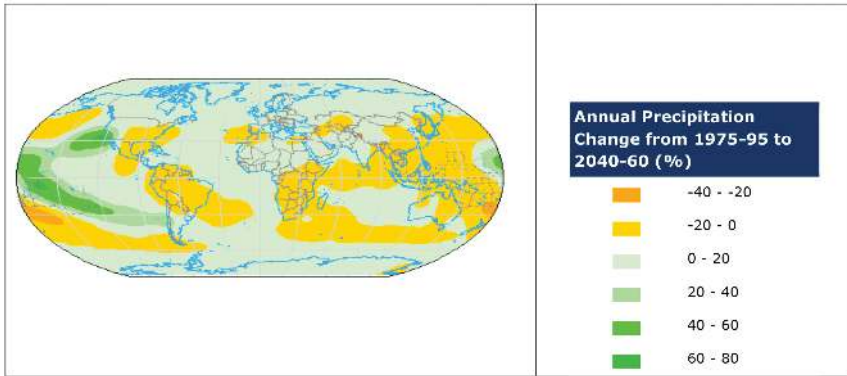 Annual Precipitation
Change from 1975-95 to
2040-60 (%)
-40 - -20
-20 - 0
0 - 20
20 - 40
40 - 60
60 - 80